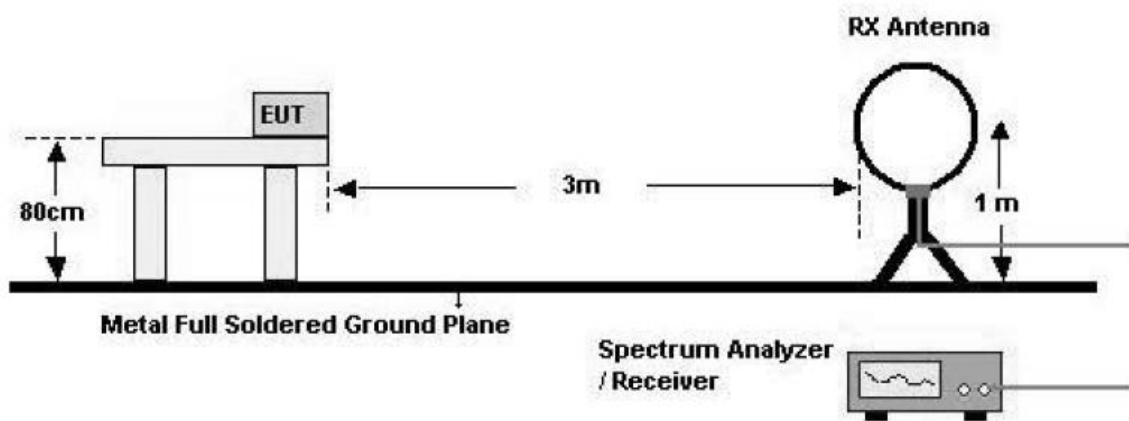 RX Antenna
EUT
3m
80cm
1 m
Metal Full Soldered Ground Plane
Spectrum Analyzer
/ Receiver